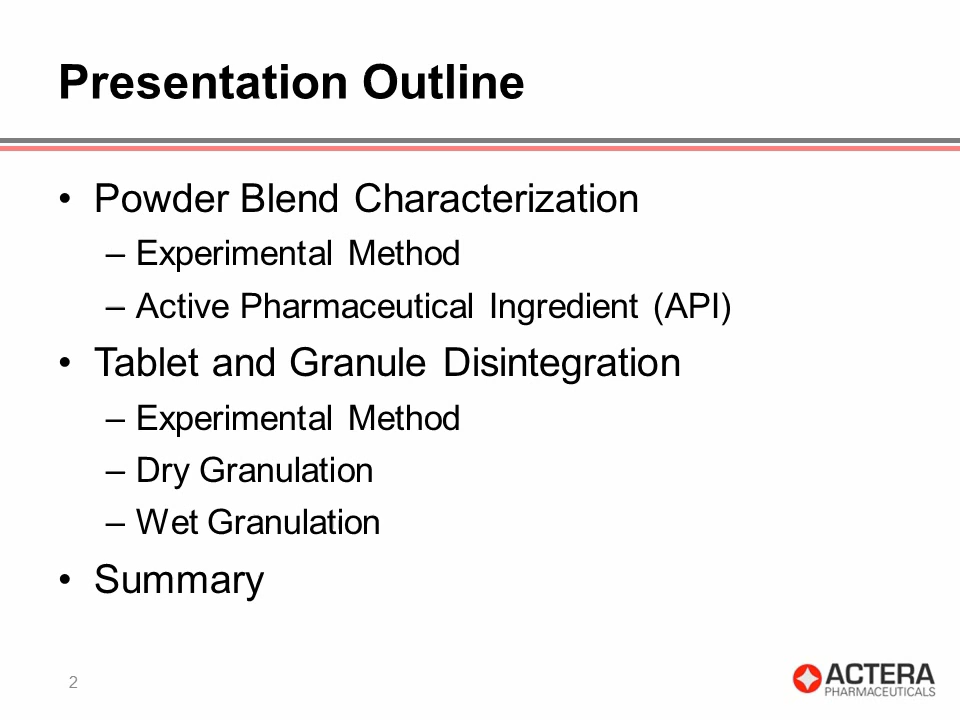 Presentation Outline
• Powder Blend Characterization
– Experimental Method
– Active Pharmaceutical Ingredient (API)
• Tablet and Granule Disintegration
– Experimental Method
– Dry Granulation
– Wet Granulation
• Summary
2
ACTERA
PHARMACEUTICALS